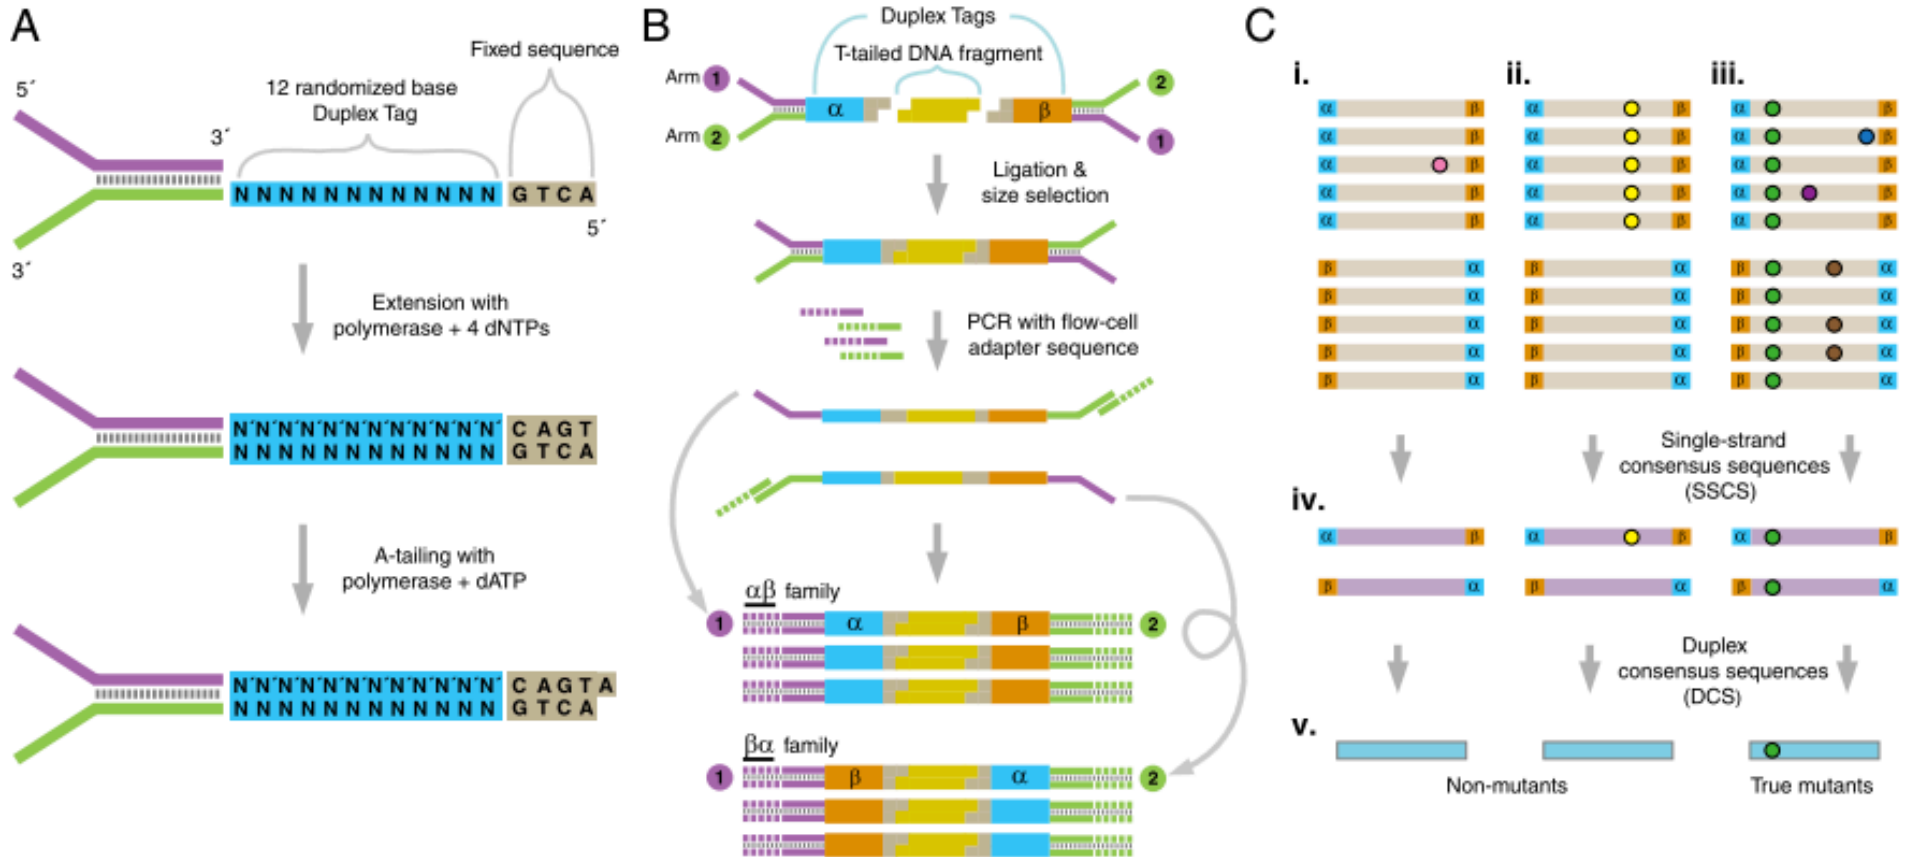 A
Fixed sequence
5´
12 randomized base
Duplex Tag
3´
N N N N N N N N N N N N G T C A
5´
3´
Extension with
polymerase + 4 dNTPs
N´N´N´N´N´N´N´N´N´N´N´N´ C A G T
N N N N N N N N N N N N G T C A
A-tailing with
polymerase + dATP
N´N´N´N´N´N´N´N´N´N´N´N´ C A G T A
N N N N N N N N N N N N G T C A
B
Duplex Tags
T-tailed DNA fragment
Arm 1
2
α
β
Arm 2
1
Ligation &
size selection
PCR with flow-cell
adapter sequence
αβ family
1 α β 2
βα family
1 β α 2
C
i. ii. iii.
α β α β α β
α β α β α β
α β α β α β
α β α β α β
α β α β α β
β α β α β α
β α β α β α
β α β α β α
β α β α β α
β α β α β α
Single-strand
consensus sequences
(SSCS)
iv.
α β α β α β
β α β α β α
Duplex
consensus sequences
(DCS)
v.
Non-mutants True mutants